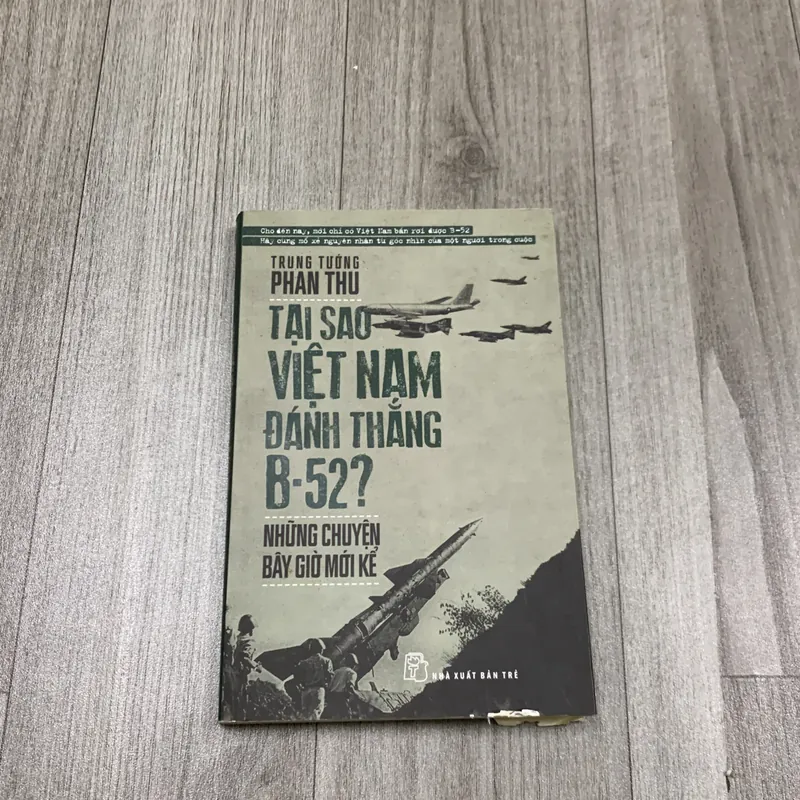 Cho đến nay, mới chỉ có Việt Nam bắn rơi được B-52
Hãy cùng mổ xẻ nguyên nhân từ góc nhìn của một người trong cuộc
TRUNG TƯỚNG
PHAN THU
TẠI SAO
VIỆT NAM
ĐÁNH THẮNG
B-52?
NHỮNG CHUYỆN
BÂY GIỜ MỚI KỂ
NHÀ XUẤT BẢN TRẺ